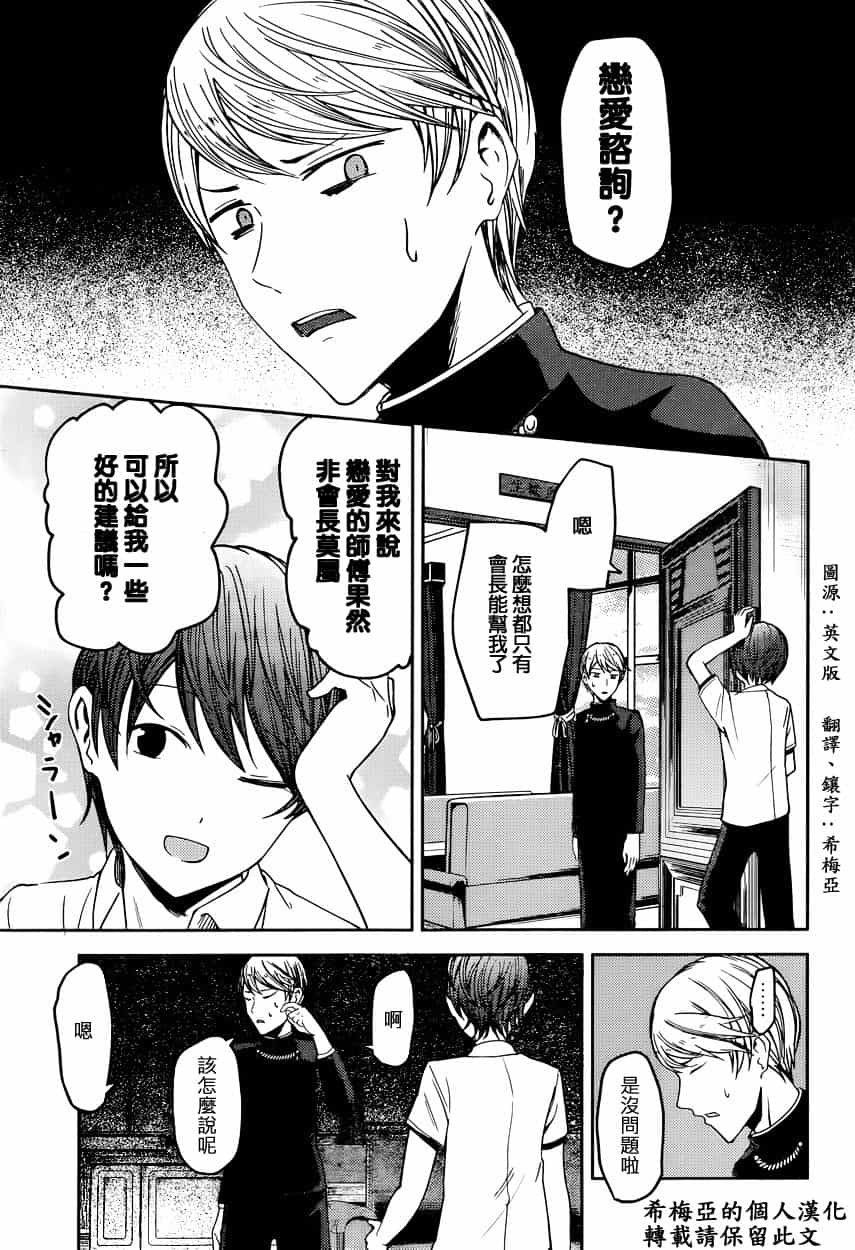 戀愛諮詢？
嗯
怎麼想都只有
會長能幫我了
對我來說
戀愛的師傅果然
非會長莫屬
所以
可以給我一些
好的建議嗎？
シャラーン
圖源：英文版 翻譯、鑲字：希梅亞
……
是沒問題啦
啊
嗯
該怎麼說呢
希梅亞的個人漢化
轉載請保留此文